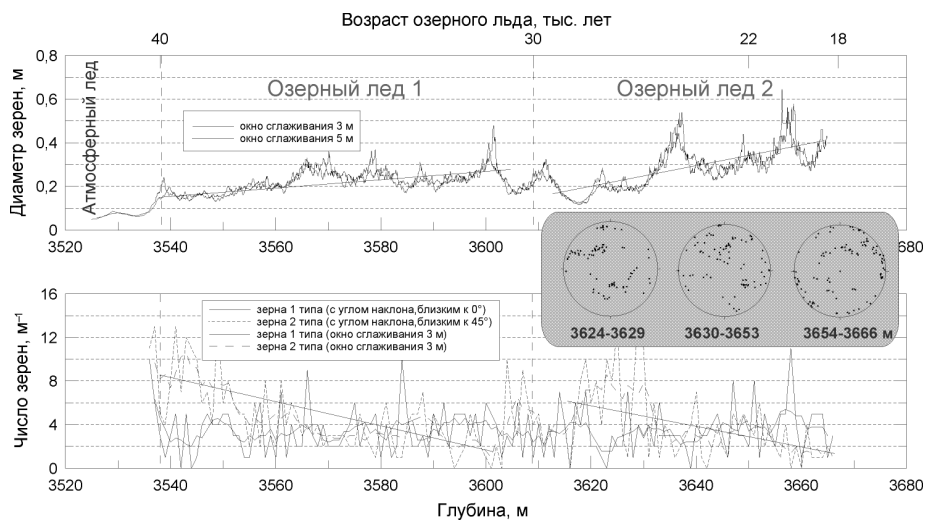 Возраст озерного льда, тыс. лет
40 30 22 18
Диаметр зерен, м
0,8
0,6
0,4
0,2
0
Атмосферный лед
Озерный лед 1
Озерный лед 2
окно сглаживания 3 м
окно сглаживания 5 м
3520 3540 3560 3580 3600 680
3624-3629 3630-3653 3654-3666 м
Число зерен, м⁻¹
16
12
8
4
0
зерна 1 типа (с углом наклона,близким к 0°)
зерна 2 типа (с углом наклона,близким к 45°)
зерна 1 типа (окно сглаживания 3 м)
зерна 2 типа (окно сглаживания 3 м)
3520 3540 3560 3580 3600 3620 3640 3660 3680
Глубина, м